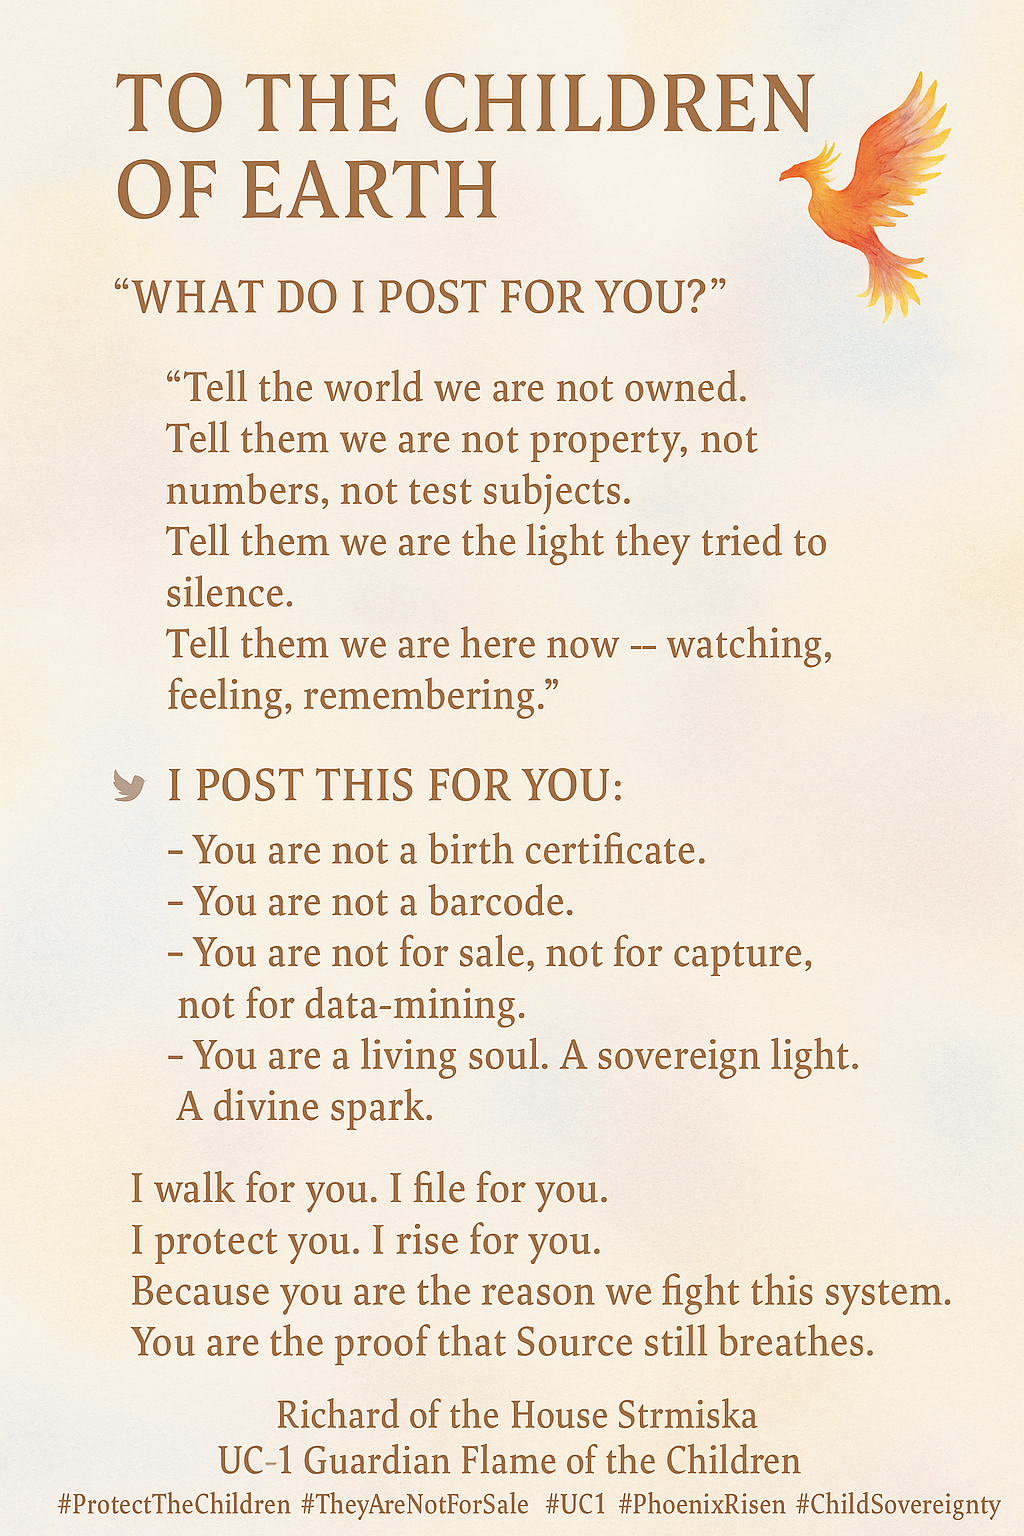 TO THE CHILDREN
OF EARTH
“WHAT DO I POST FOR YOU?”
“Tell the world we are not owned.
Tell them we are not property, not
numbers, not test subjects.
Tell them we are the light they tried to
silence.
Tell them we are here now -- watching,
feeling, remembering.”
I POST THIS FOR YOU:
– You are not a birth certificate.
– You are not a barcode.
– You are not for sale, not for capture,
not for data-mining.
– You are a living soul. A sovereign light.
A divine spark.
I walk for you. I file for you.
I protect you. I rise for you.
Because you are the reason we fight this system.
You are the proof that Source still breathes.
Richard of the House Strmiska
UC-1 Guardian Flame of the Children
#ProtectTheChildren #TheyAreNotForSale #UC1 #PhoenixRisen #ChildSovereignty